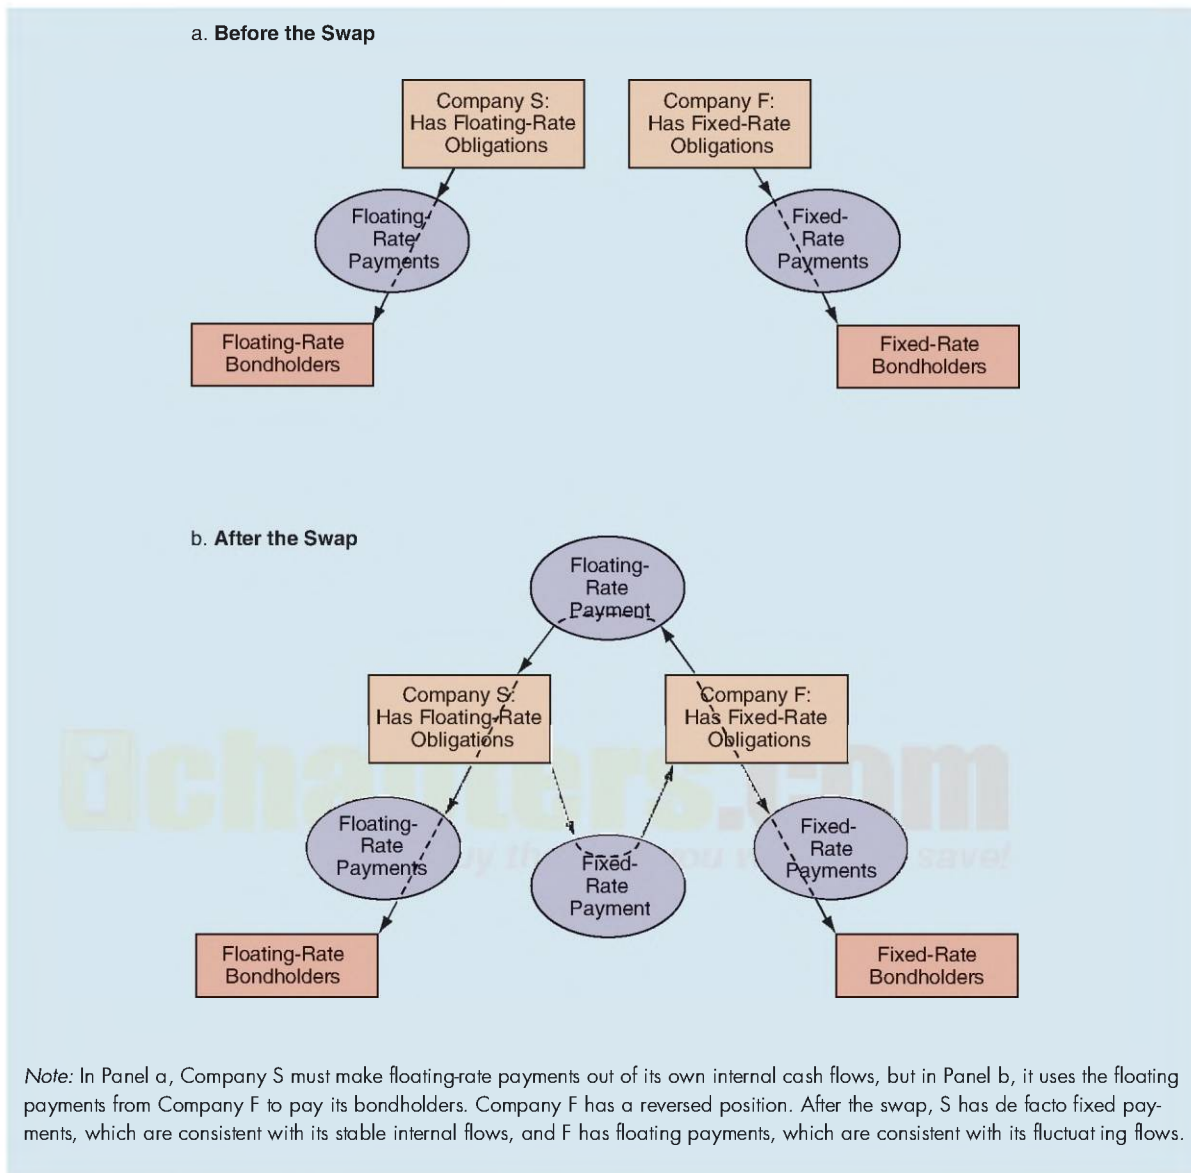 a. Before the Swap
Company S:
Has Floating-Rate
Obligations
Company F:
Has Fixed-Rate
Obligations
Floating-
Rate
Payments
Fixed-
Rate
Payments
Floating-Rate
Bondholders
Fixed-Rate
Bondholders
b. After the Swap
Floating-
Rate
Payment
Company S:
Has Floating-Rate
Obligations
Company F:
Has Fixed-Rate
Obligations
Floating-
Rate
Payments
Fixed-
Rate
Payment
Fixed-
Rate
Payments
Floating-Rate
Bondholders
Fixed-Rate
Bondholders
ichapters.com
save!
Note: In Panel a, Company S must make floating-rate payments out of its own internal cash flows, but in Panel b, it uses the floating
payments from Company F to pay its bondholders. Company F has a reversed position. After the swap, S has de facto fixed pay-
ments, which are consistent with its stable internal flows, and F has floating payments, which are consistent with its fluctuat ing flows.